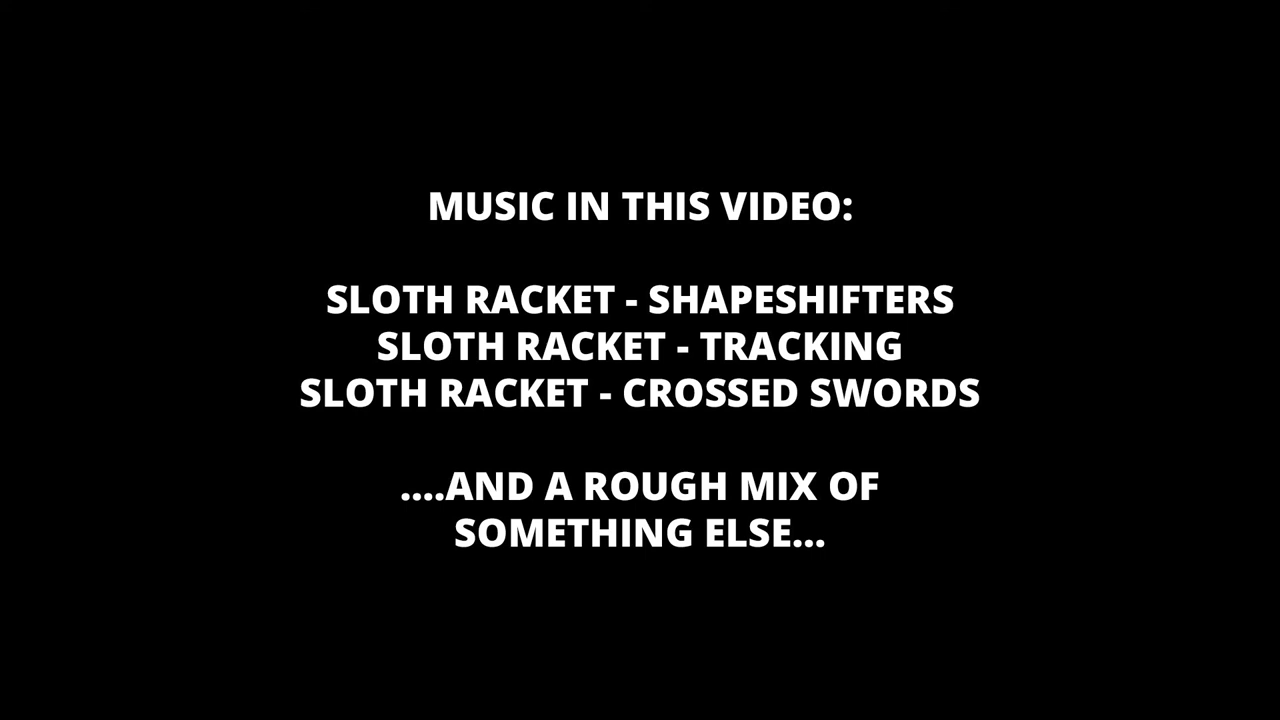 MUSIC IN THIS VIDEO:
SLOTH RACKET - SHAPESHIFTERS
SLOTH RACKET - TRACKING
SLOTH RACKET - CROSSED SWORDS
....AND A ROUGH MIX OF
SOMETHING ELSE...